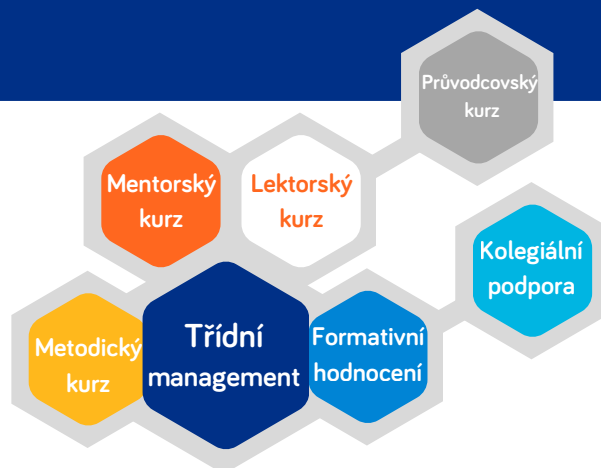 Průvodcovský
kurz
Mentorský
kurz
Lektorský
kurz
Kolegiální
podpora
Metodický
kurz
Třídní
management
Formativní
hodnocení